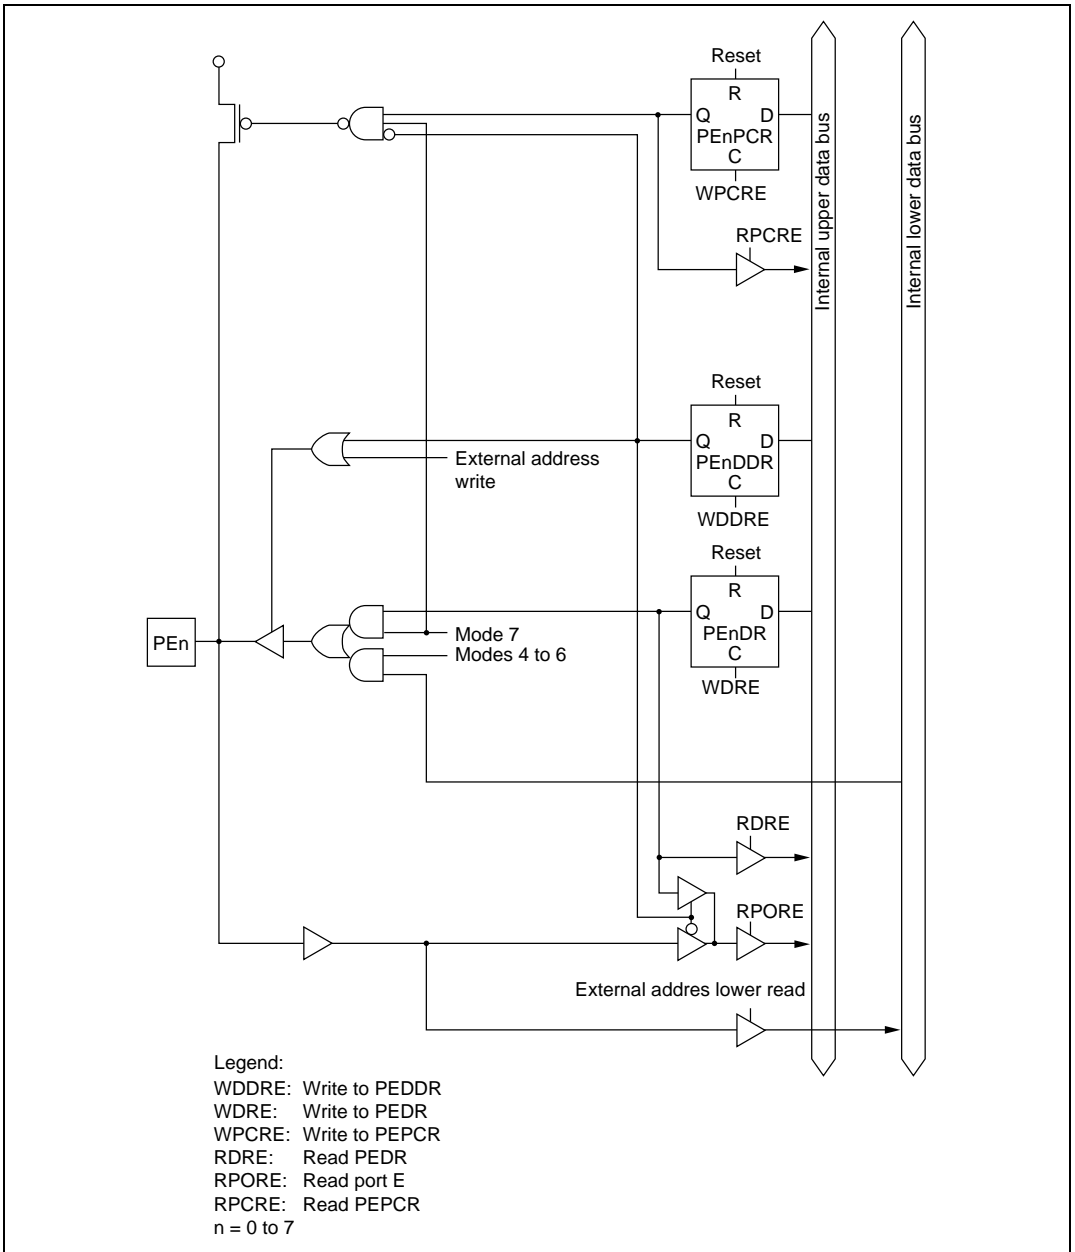 Reset
R
Q D
PEnPCR
C
WPCRE
RPCRE
Internal upper data bus
Internal lower data bus
Reset
R
Q D
PEnDDR
C
WDDRE
External address
write
Reset
R
Q D
PEnDR
C
WDRE
PEn
Mode 7
Modes 4 to 6
RDRE
RPORE
External addres lower read
Legend:
WDDRE: Write to PEDDR
WDRE: Write to PEDR
WPCRE: Write to PEPCR
RDRE: Read PEDR
RPORE: Read port E
RPCRE: Read PEPCR
n = 0 to 7